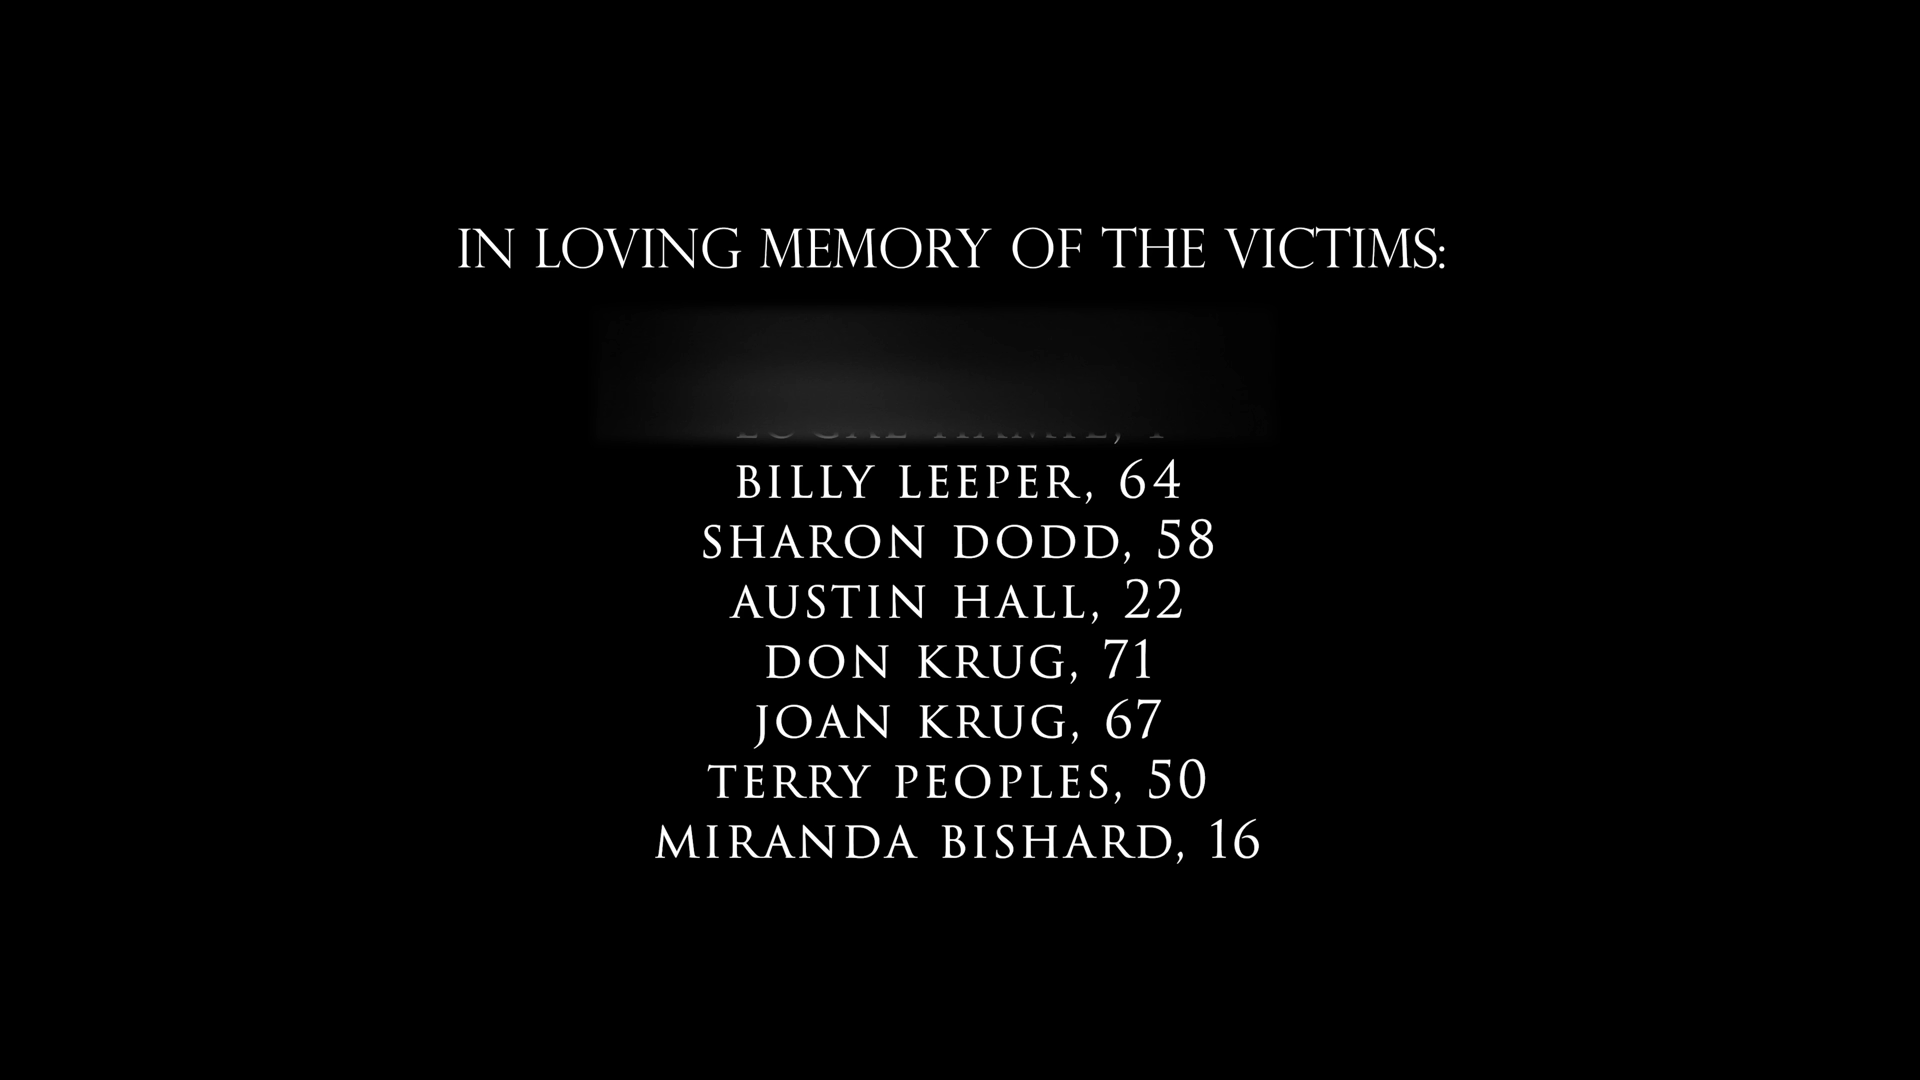 IN LOVING MEMORY OF THE VICTIMS:
BILLY LEEPER, 64
SHARON DODD, 58
AUSTIN HALL, 22
DON KRUG, 71
JOAN KRUG, 67
TERRY PEOPLES, 50
MIRANDA BISHARD, 16